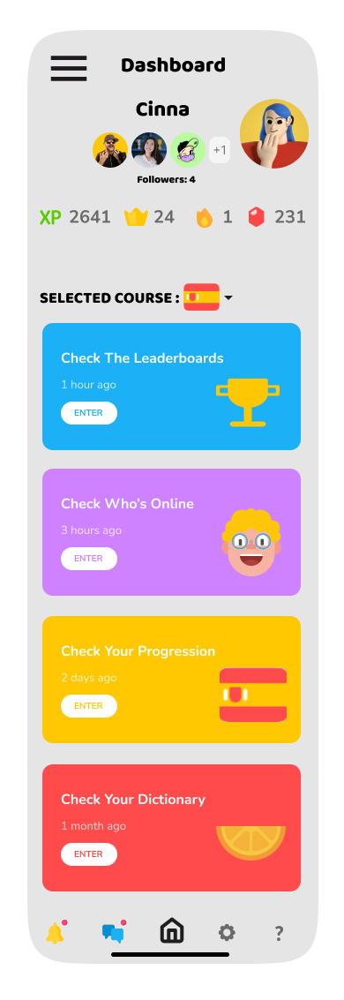 Dashboard
Cinna
+1
Followers: 4
XP 2641 24 1 231
SELECTED COURSE :
Check The Leaderboards
1 hour ago
ENTER
Check Who's Online
3 hours ago
ENTER
Check Your Progression
2 days ago
ENTER
Check Your Dictionary
1 month ago
ENTER
?